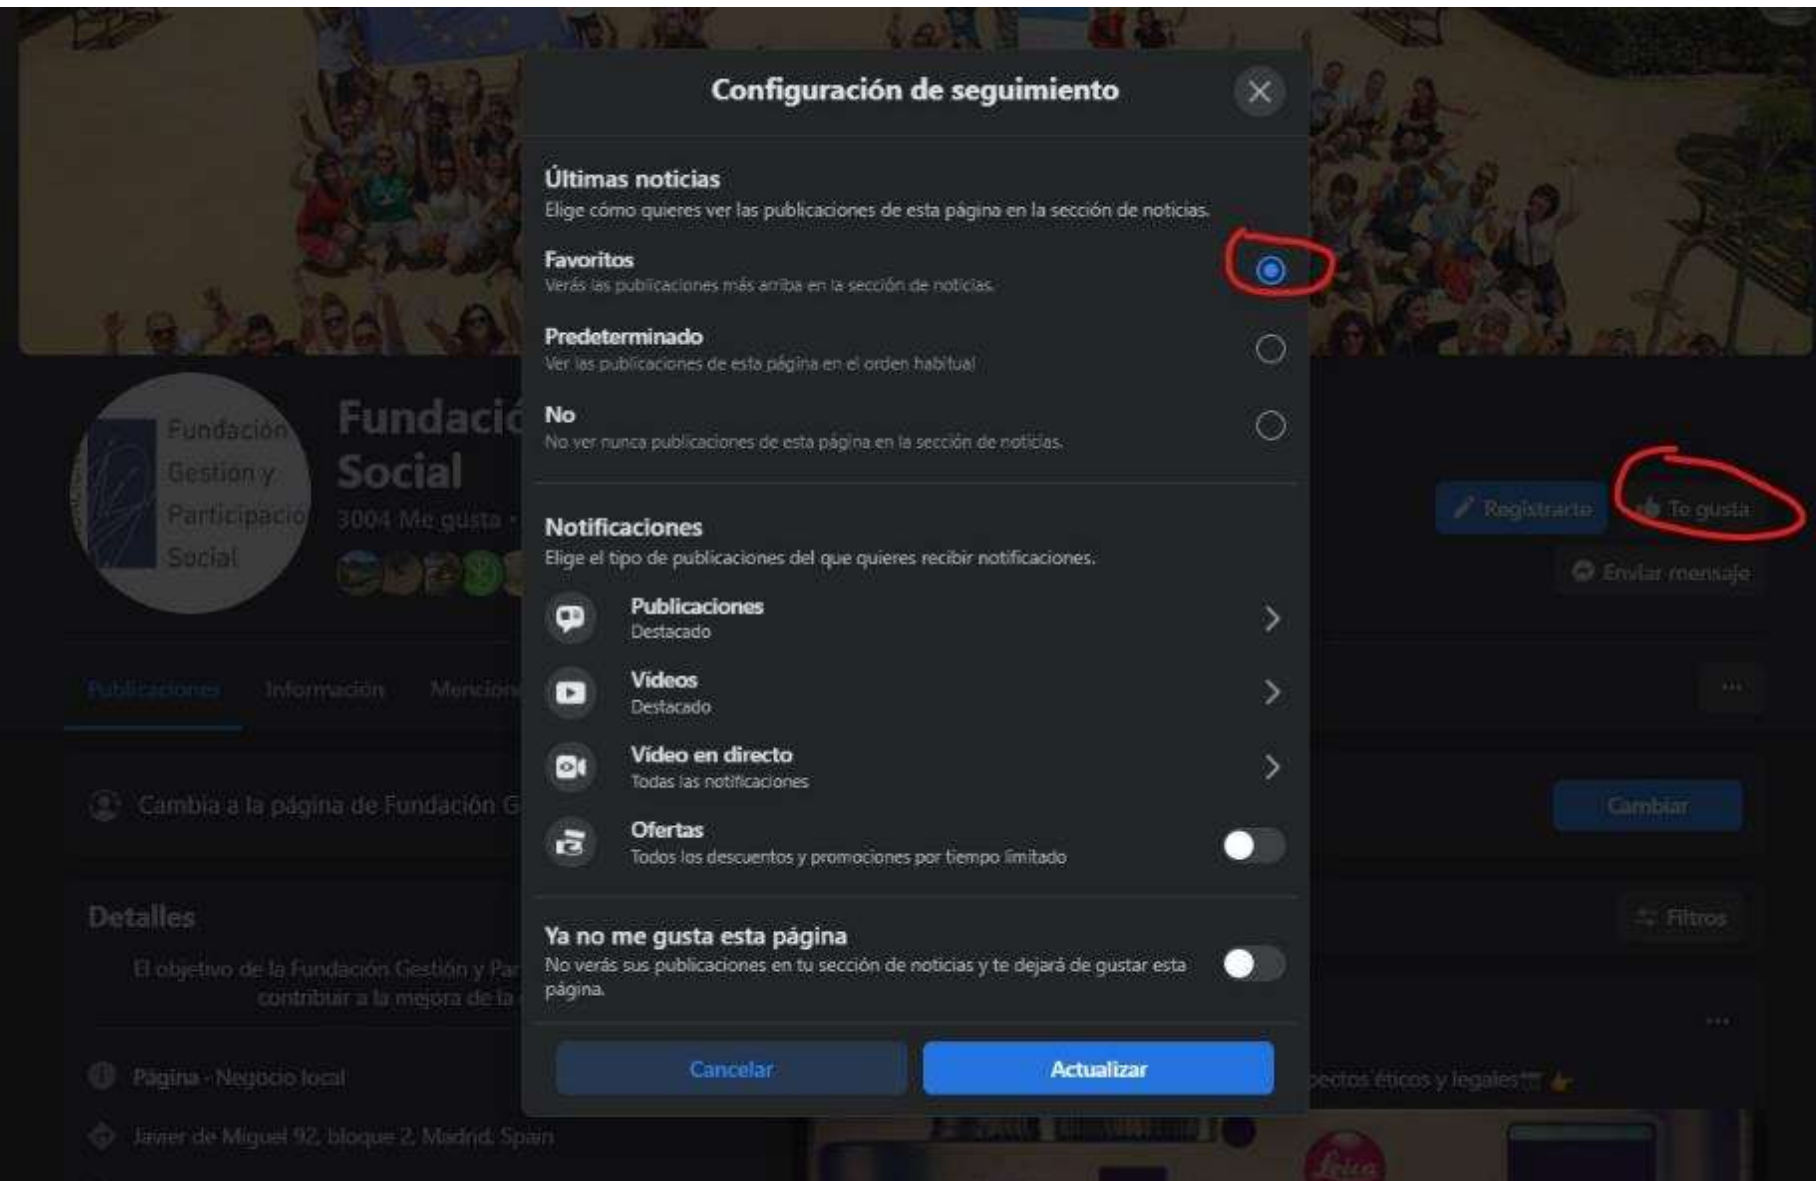 Configuración de seguimiento
Últimas noticias
Elige cómo quieres ver las publicaciones de esta página en la sección de noticias.
Favoritos
Verás las publicaciones más arriba en la sección de noticias.
Predeterminado
Ver las publicaciones de esta página en el orden habitual
No
No ver nunca publicaciones de esta página en la sección de noticias.
Notificaciones
Elige el tipo de publicaciones del que quieres recibir notificaciones.
Publicaciones
Destacado
Vídeos
Destacado
Vídeo en directo
Todas las notificaciones
Ofertas
Todos los descuentos y promociones por tiempo limitado
Ya no me gusta esta página
No verás sus publicaciones en tu sección de noticias y te dejará de gustar esta
página.
Cancelar
Actualizar
Fundación
Gestión y
Participació
Social
Fundació
Social
3004 Me gusta •
Registrarte
Te gusta
Enviar mensaje
Publicaciones
Información
Mencion
Cambia a la página de Fundación G
Cambiar
Detalles
Filtros
El objetivo de la Fundación Gestión y Par
contribuir a la mejora de la
Página · Negocio local
Javier de Miguel 92, bloque 2, Madrid, Spain
pectos éticos y legales
Leica